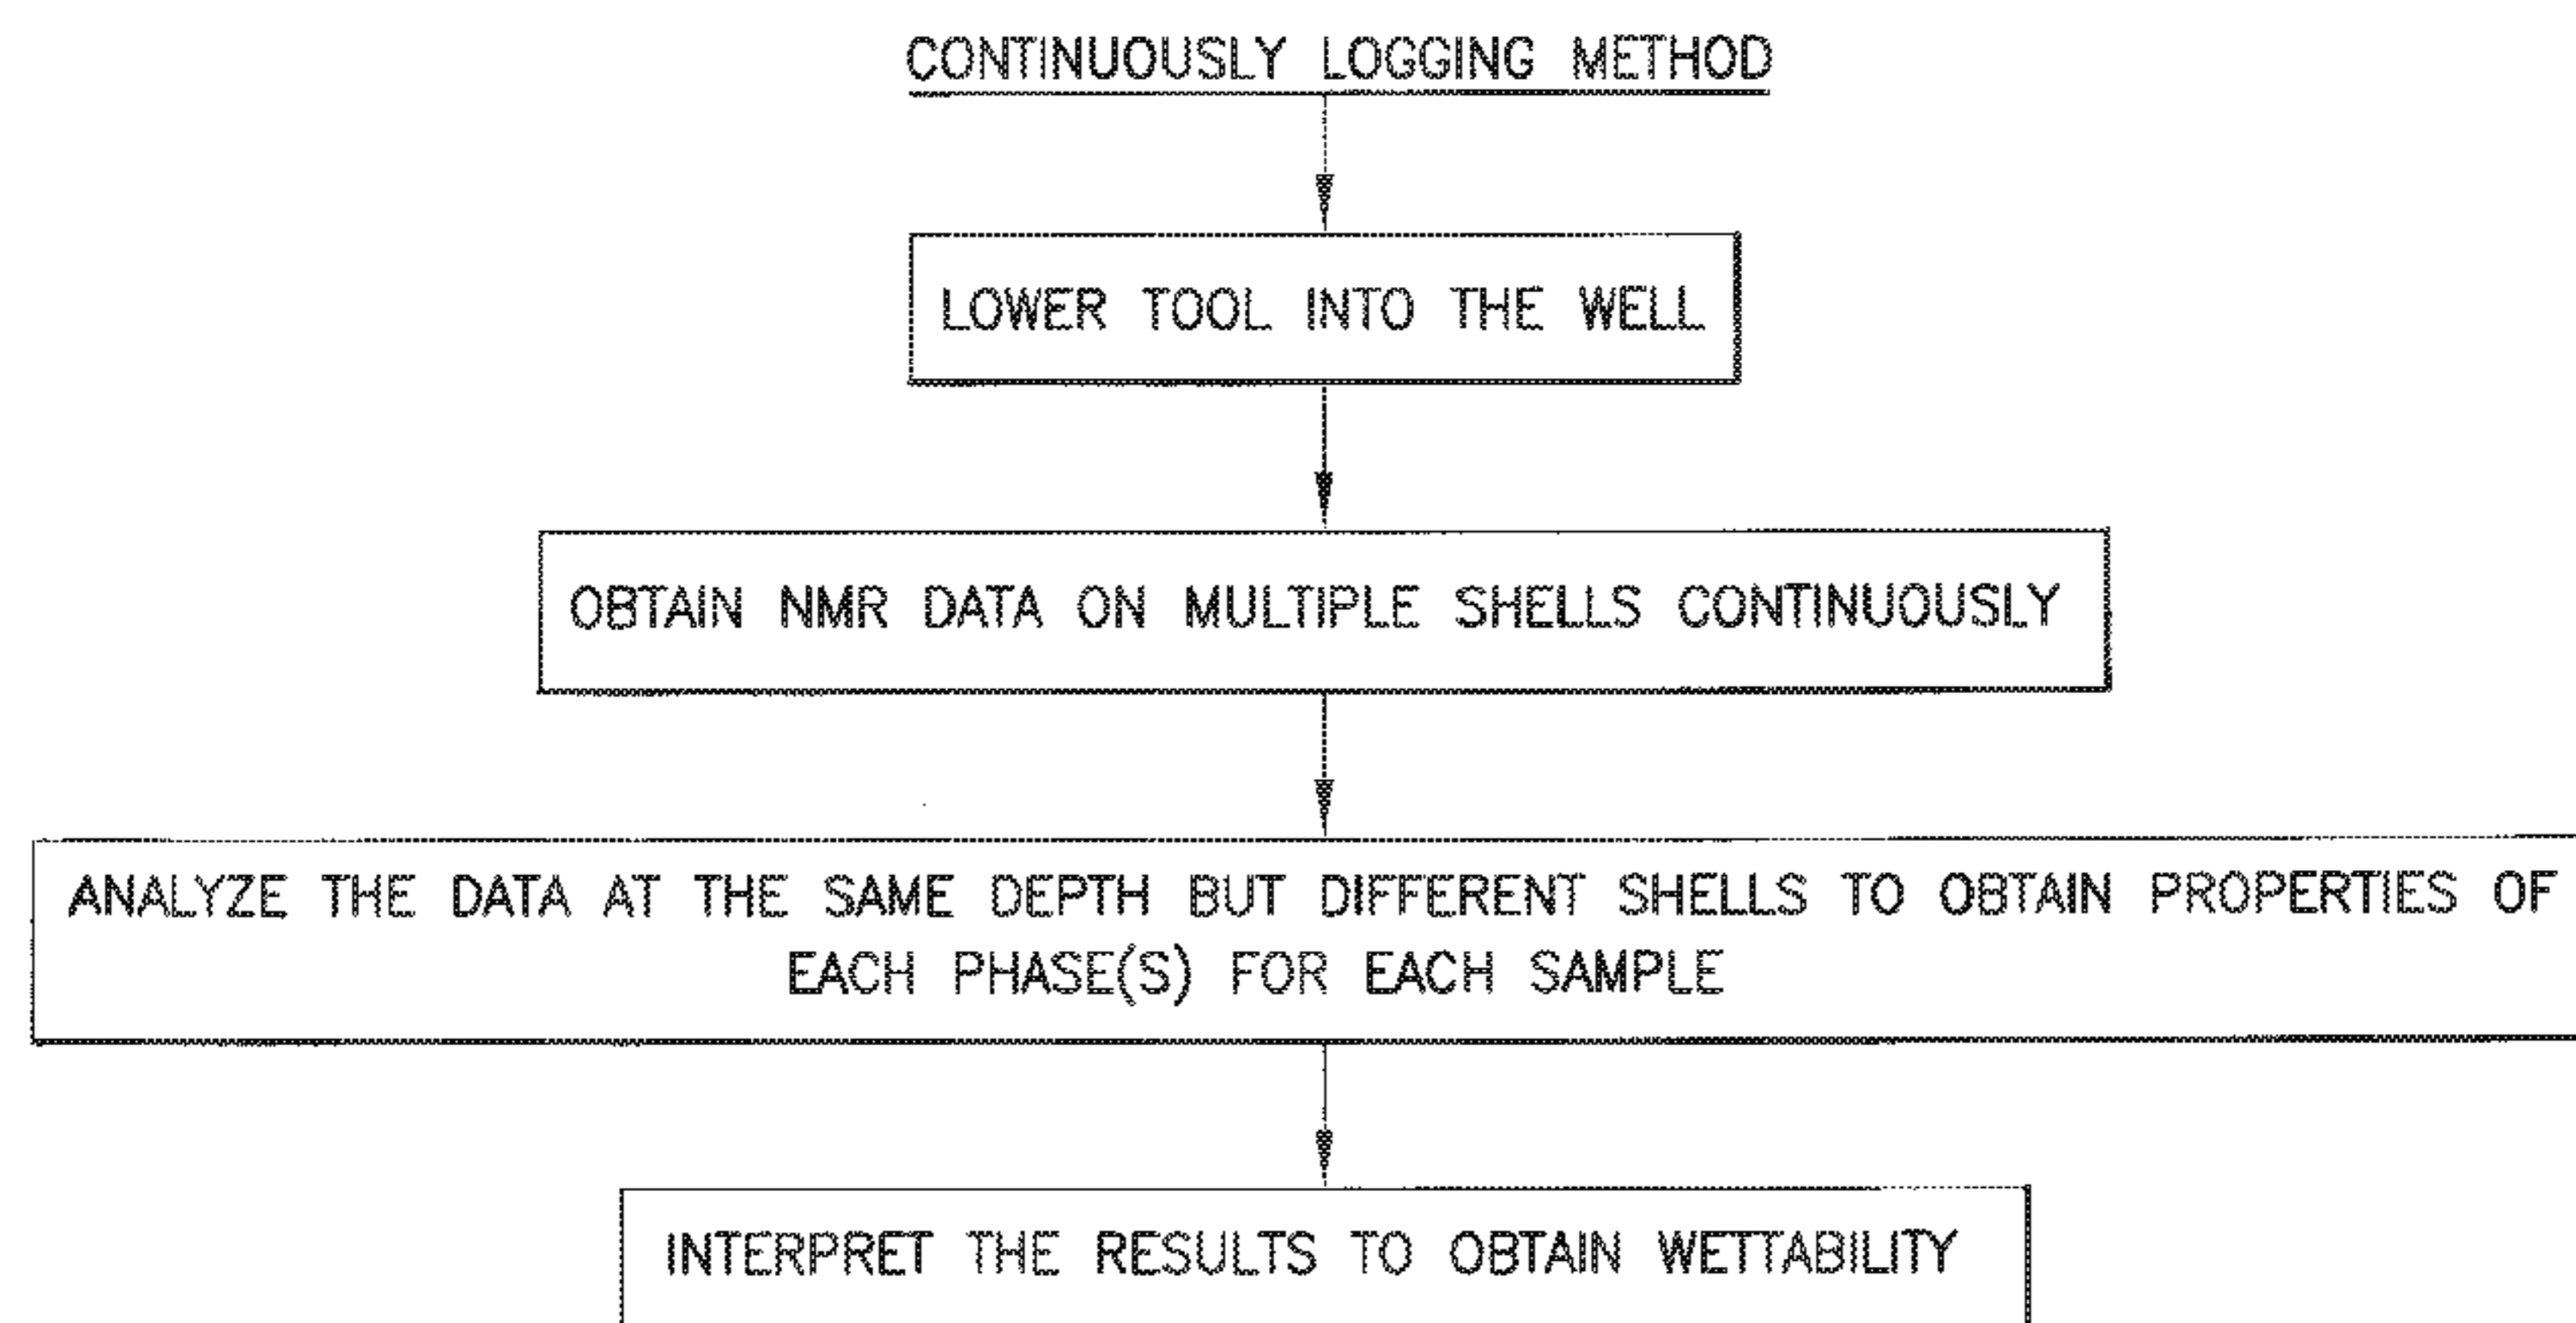 CONTINUOUSLY LOGGING METHOD
LOWER TOOL INTO THE WELL
OBTAIN NMR DATA ON MULTIPLE SHELLS CONTINUOUSLY
ANALYZE THE DATA AT THE SAME DEPTH BUT DIFFERENT SHELLS TO OBTAIN PROPERTIES OF
EACH PHASE(S) FOR EACH SAMPLE
INTERPRET THE RESULTS TO OBTAIN WETTABILITY